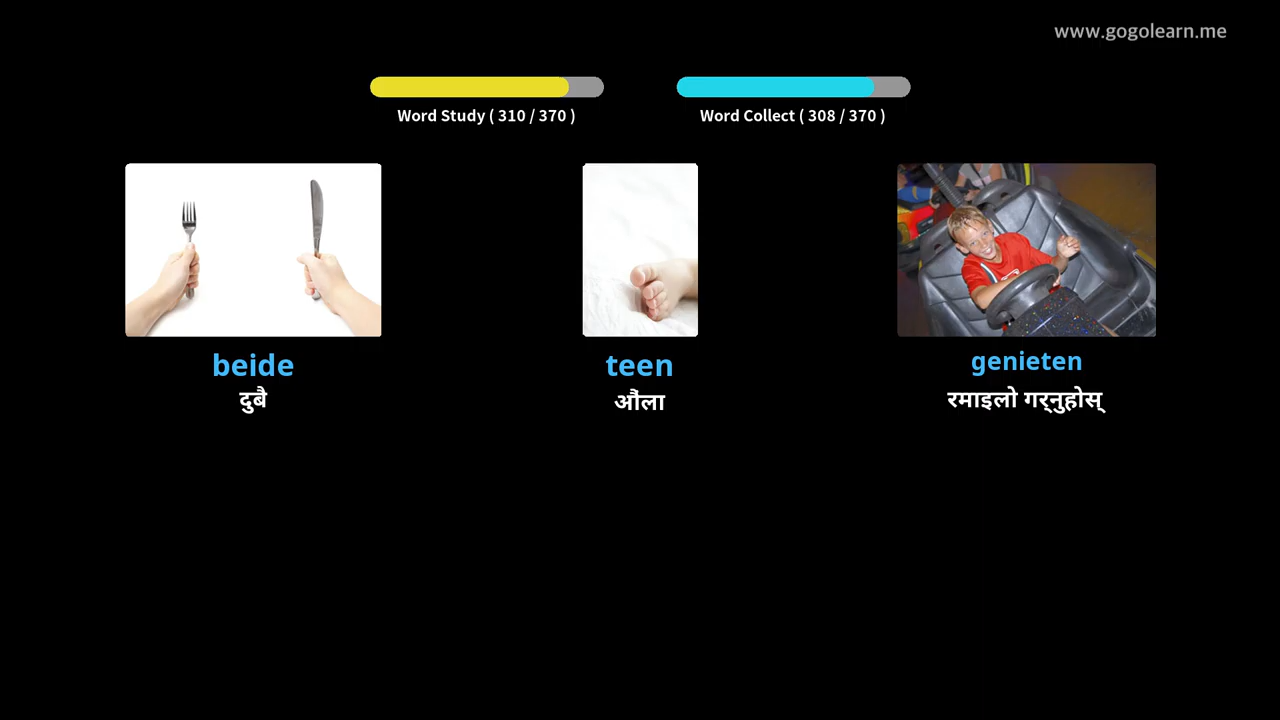 www.gogolearn.me
Word Study ( 310 / 370 )
Word Collect ( 308 / 370 )
beide
दुबै
teen
औंला
genieten
रमाइलो गर्नुहोस्